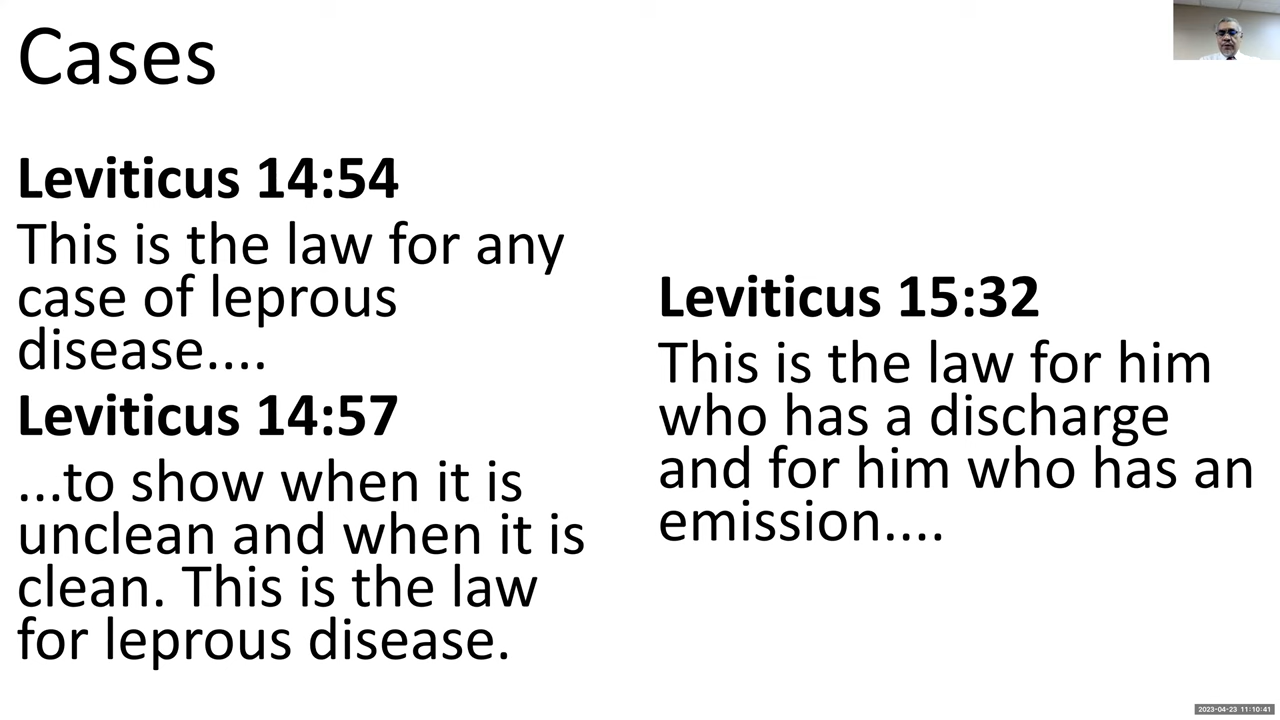 Cases
Leviticus 14:54
This is the law for any
case of leprous
disease....
Leviticus 14:57
...to show when it is
unclean and when it is
clean. This is the law
for leprous disease.
Leviticus 15:32
This is the law for him
who has a discharge
and for him who has an
emission....
2023-04-23 11:10:41